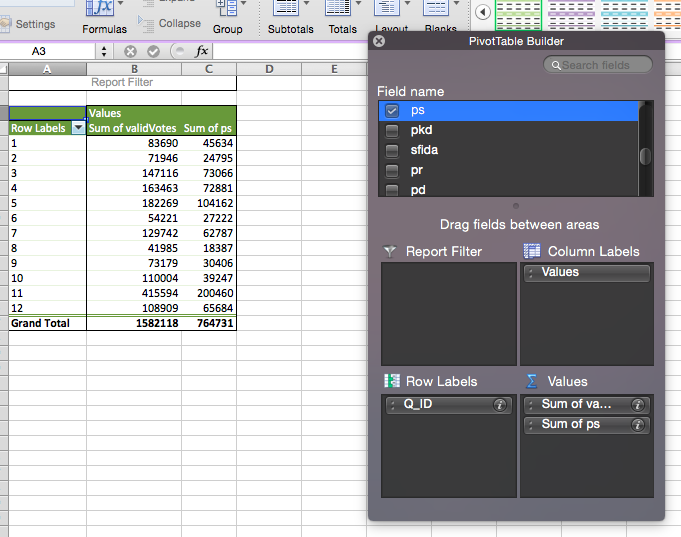 Settings
fx
Formulas
Expand
Collapse
Group
Subtotals
Totals
Layout
Blanks
A3
fx
A B C D E
Report Filter
Values
Row Labels Sum of validVotes Sum of ps
1 83690 45634
2 71946 24795
3 147116 73066
4 163463 72881
5 182269 104162
6 54221 27222
7 129742 62787
8 41985 18387
9 73179 30406
10 110004 39247
11 415594 200460
12 108909 65684
Grand Total 1582118 764731
PivotTable Builder
Search fields
Field name
ps
pkd
sfida
pr
pd
Drag fields between areas
Report Filter
Column Labels
Values
Row Labels
Values
Q_ID
Sum of va...
Sum of ps